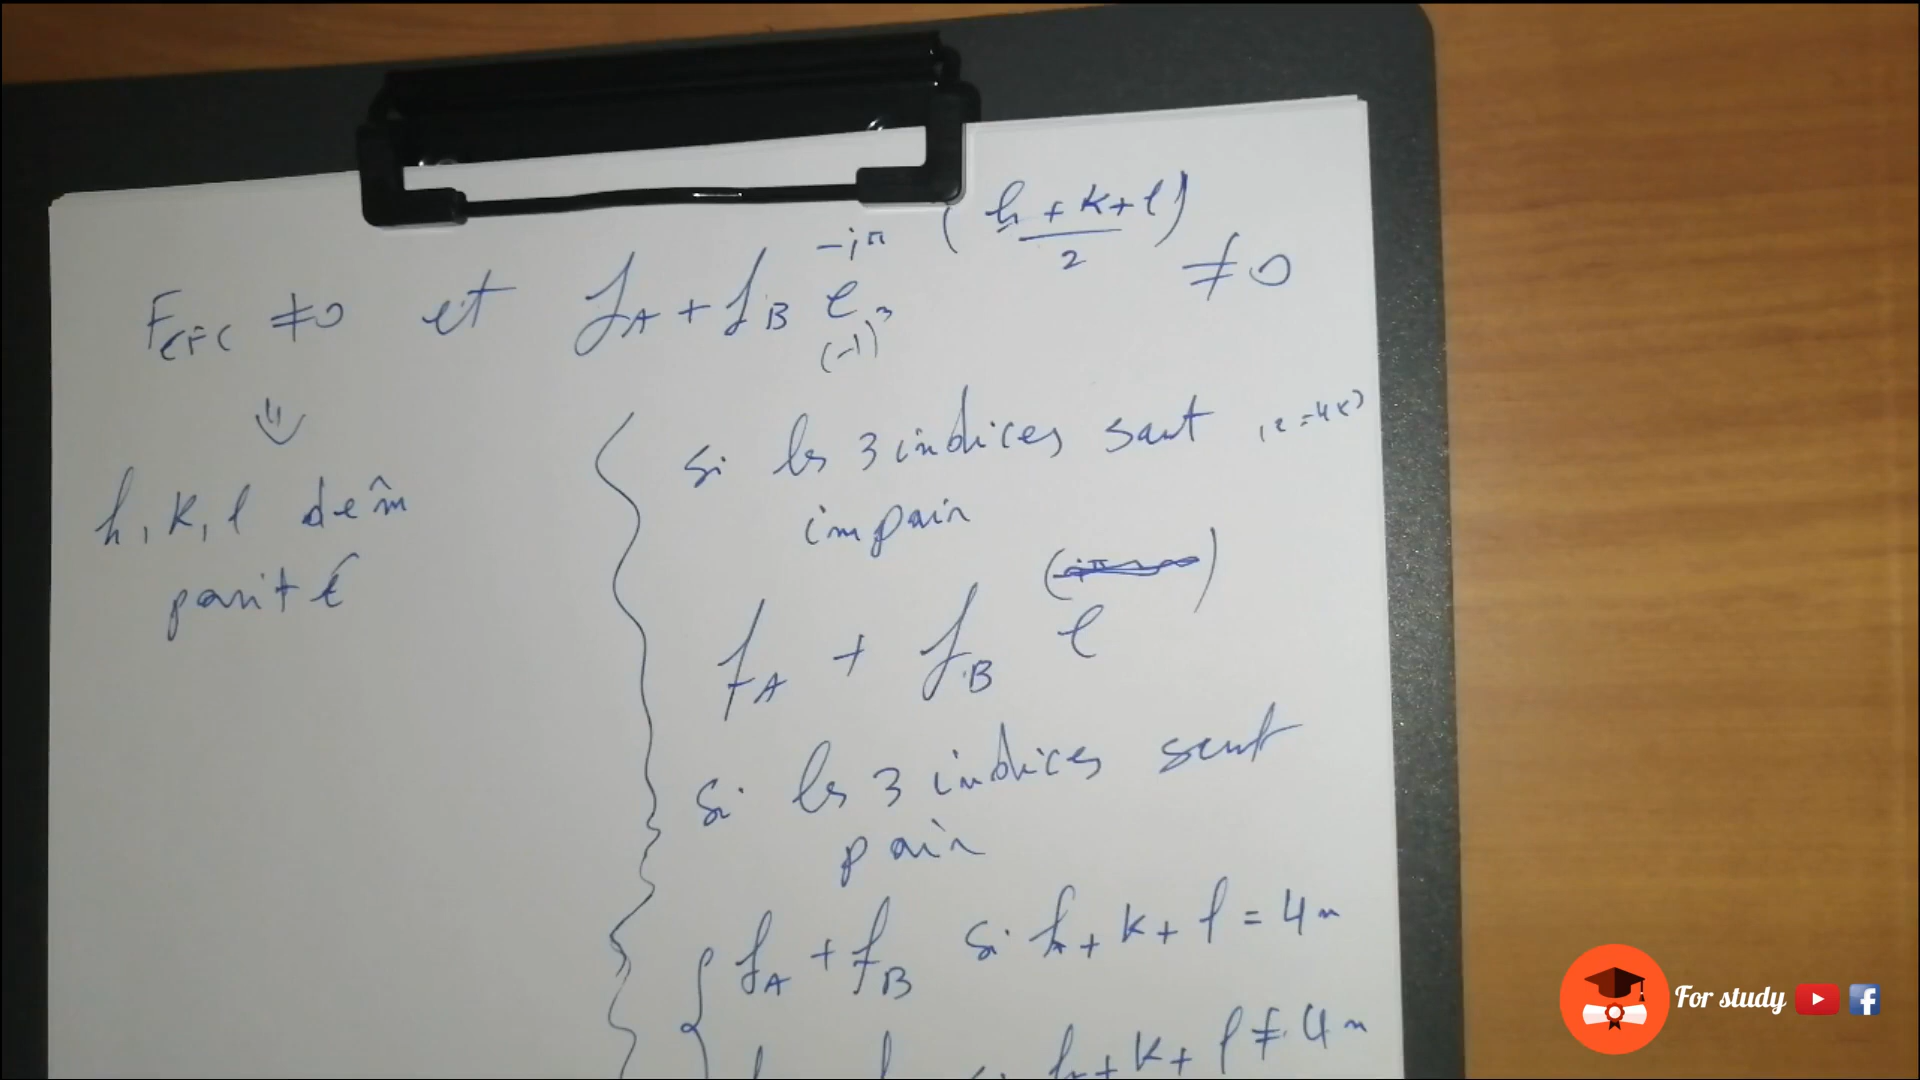 F_CFC ≠ 0 et f_A + f_B e^{-iπ (h+k+l)/2} ≠ 0
(-1)
h, k, l de m̂
parité
si les 3 indices sont
impair
f_A + f_B e
si les 3 indices sont
pair
f_A + f_B si h + k + l = 4n
h + k + l ≠ 4n
For study